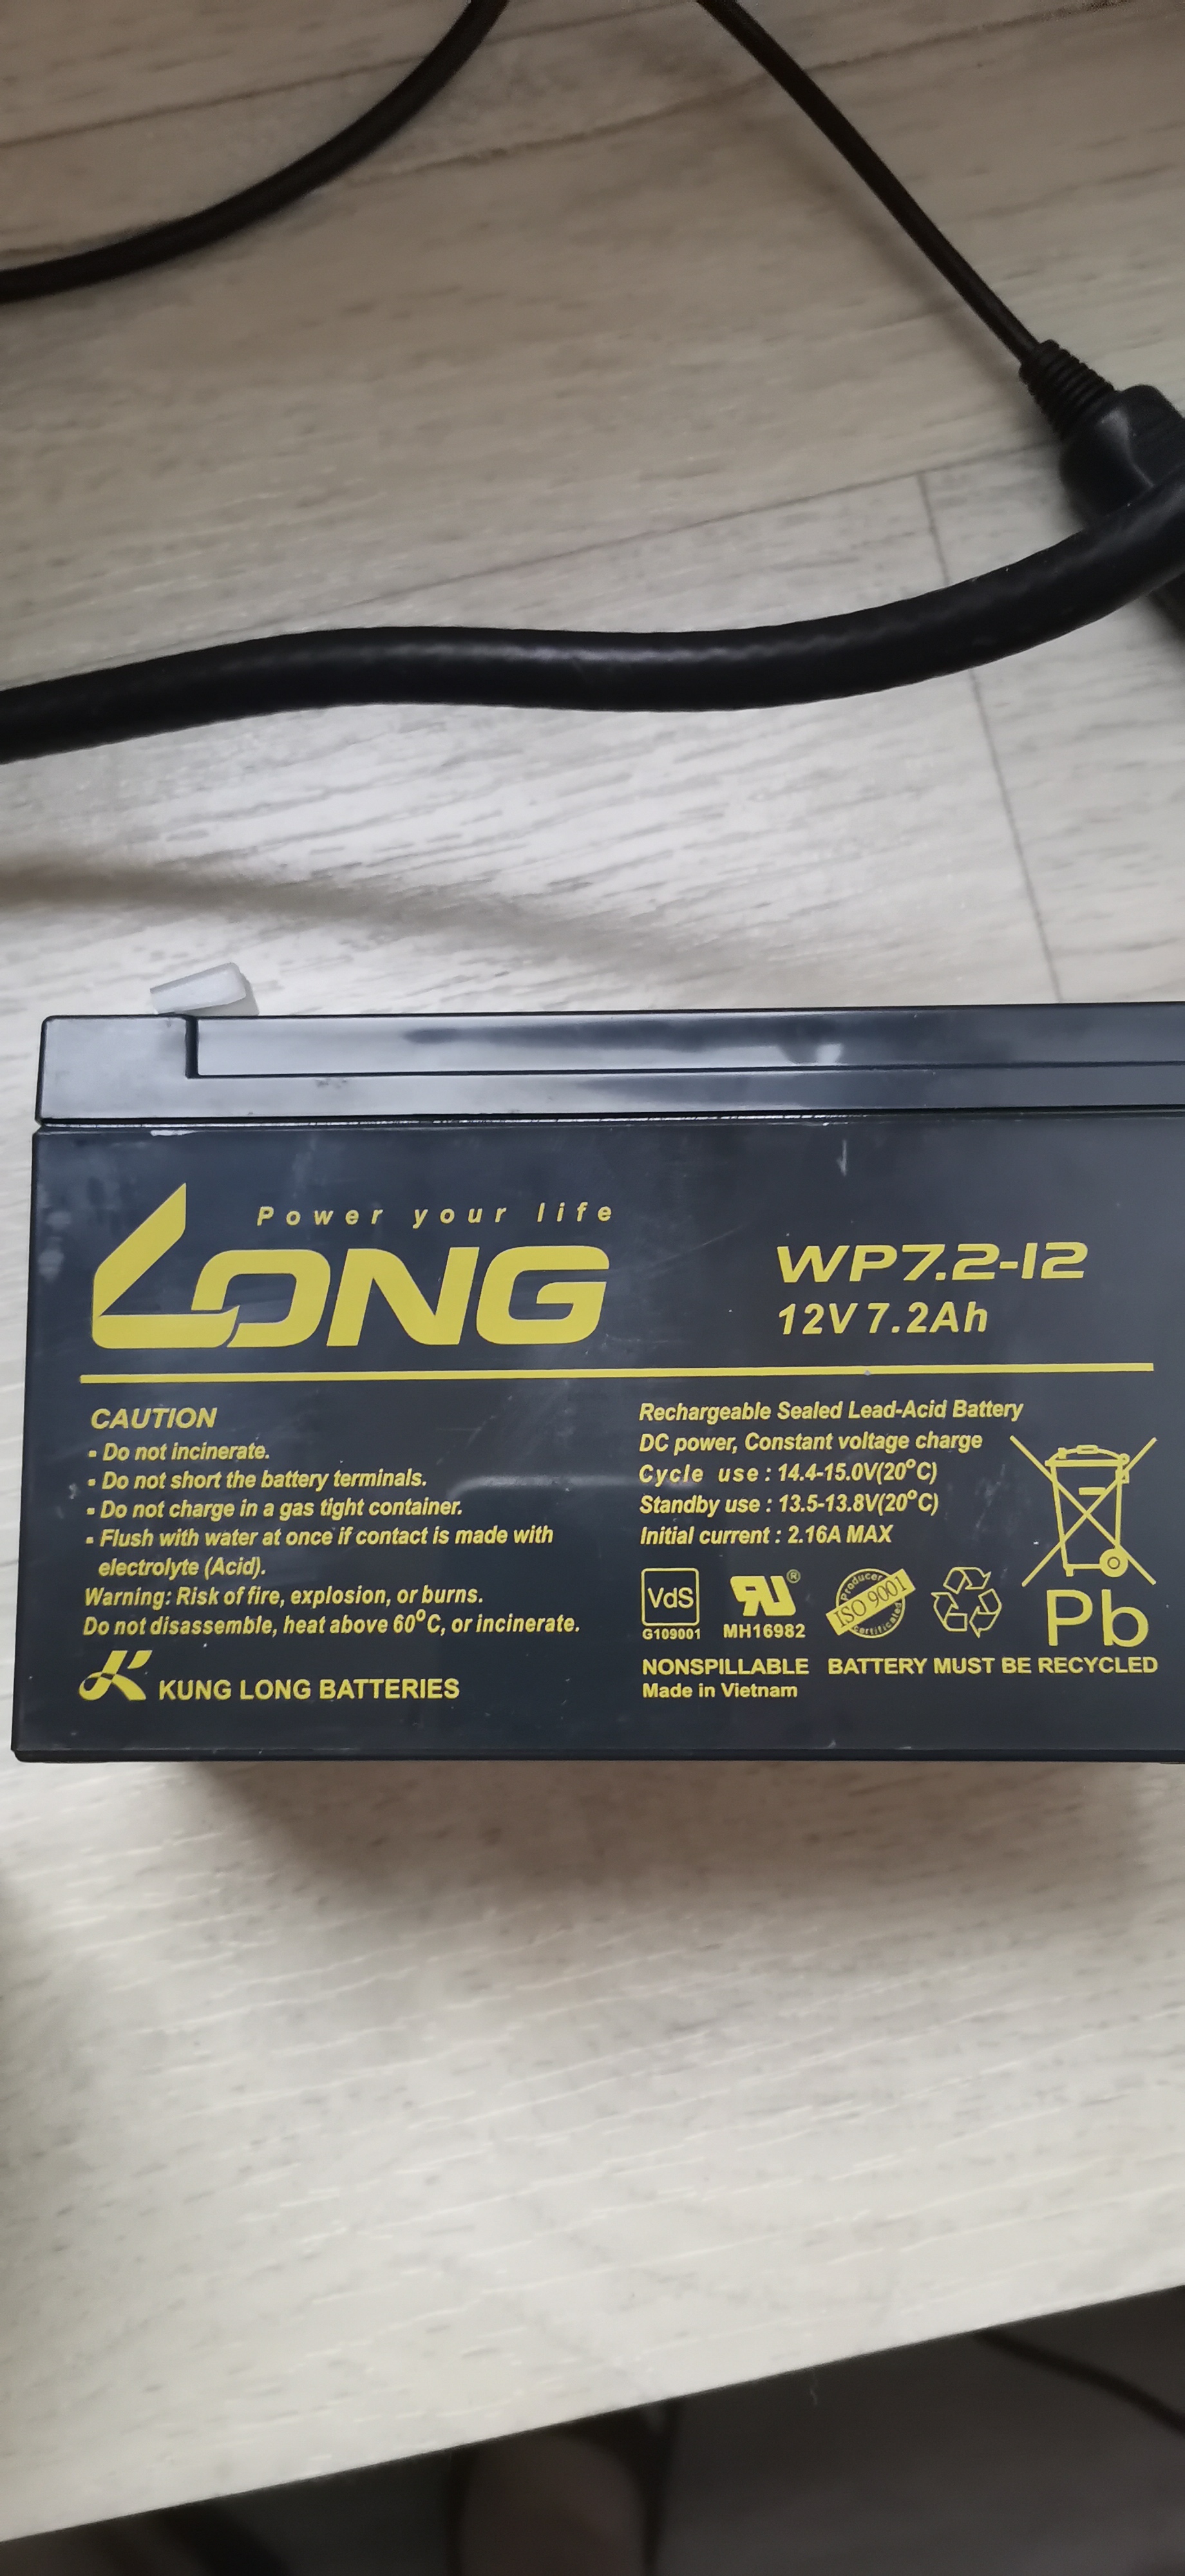 Power your life
LONG
WP7.2-12
12V 7.2Ah
CAUTION
- Do not incinerate.
- Do not short the battery terminals.
- Do not charge in a gas tight container.
- Flush with water at once if contact is made with
electrolyte (Acid).
Warning: Risk of fire, explosion, or burns.
Do not disassemble, heat above 60°C, or incinerate.
KUNG LONG BATTERIES
Rechargeable Sealed Lead-Acid Battery
DC power, Constant voltage charge
Cycle use : 14.4-15.0V(20°C)
Standby use : 13.5-13.8V(20°C)
Initial current : 2.16A MAX
VdS
G109001
RU®
MH16982
Producer
ISO 9001
Certificated
Pb
NONSPILLABLE BATTERY MUST BE RECYCLED
Made in Vietnam